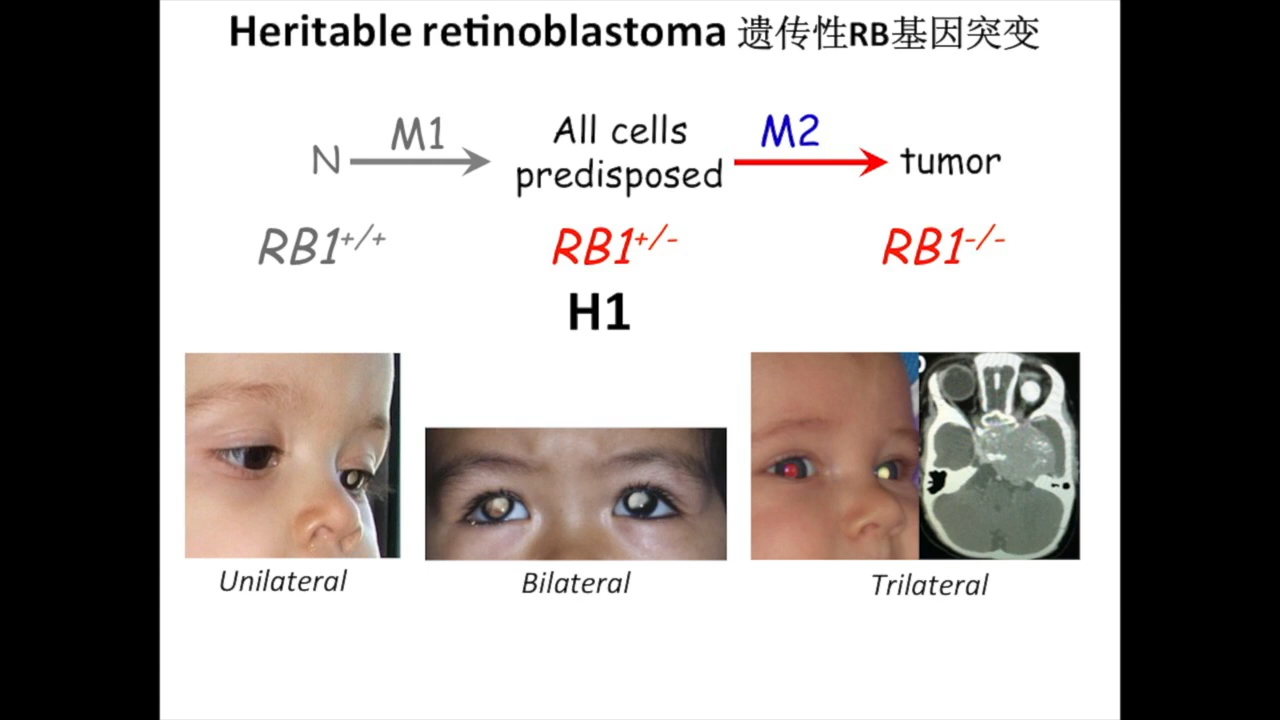 Heritable retinoblastoma 遗传性RB基因突变
N M1 All cells predisposed M2 tumor
RB1+/+ RB1+/- RB1-/-
H1
Unilateral Bilateral Trilateral